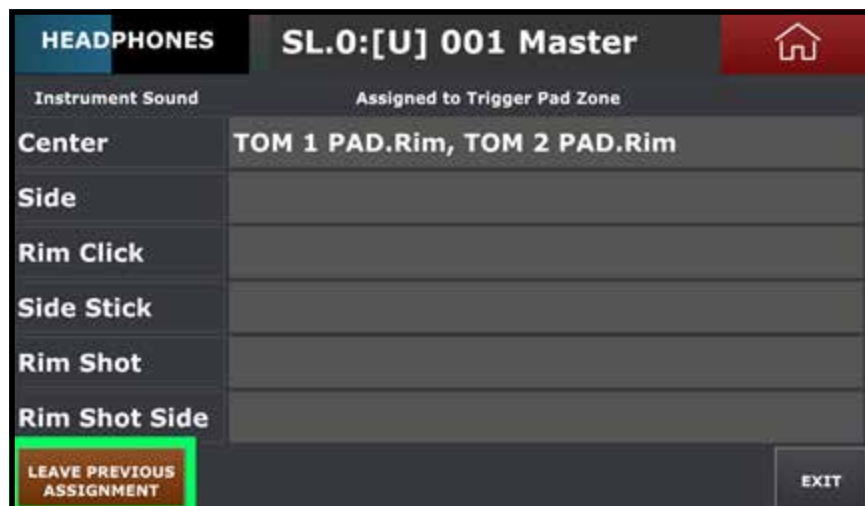 HEADPHONES SL.0:[U] 001 Master
Instrument Sound Assigned to Trigger Pad Zone
Center TOM 1 PAD.Rim, TOM 2 PAD.Rim
Side
Rim Click
Side Stick
Rim Shot
Rim Shot Side
LEAVE PREVIOUS
ASSIGNMENT
EXIT